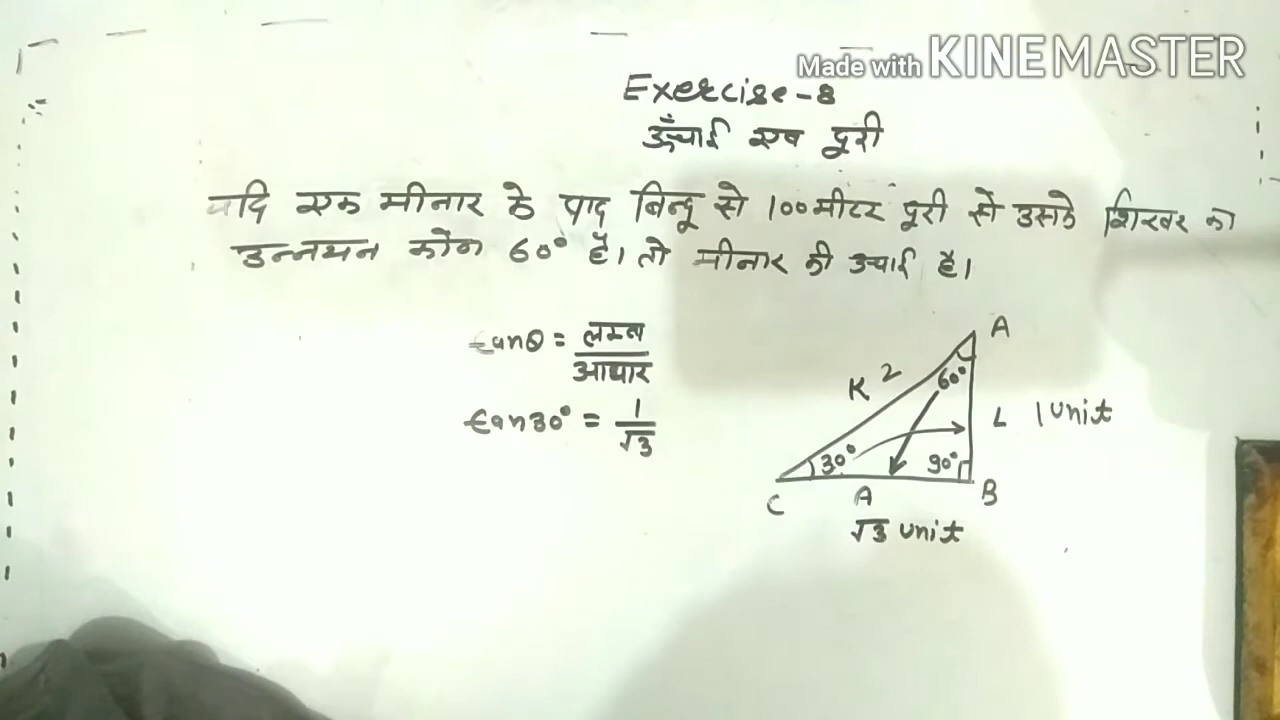 Made with KINEMASTER
Exercise-8
ऊँचाई एव दूरी
यदि एक मीनार के पाद बिन्दू से 100 मीटर दूरी से उसके शिखर का
उन्नयन कोण 60° है। तो मीनार की उचाई है।
tanθ = लम्ब
आधार
tan30° = 1
√3
A
K 2
60°
L 1 Unit
30°
90°
C
A
B
√3 unit